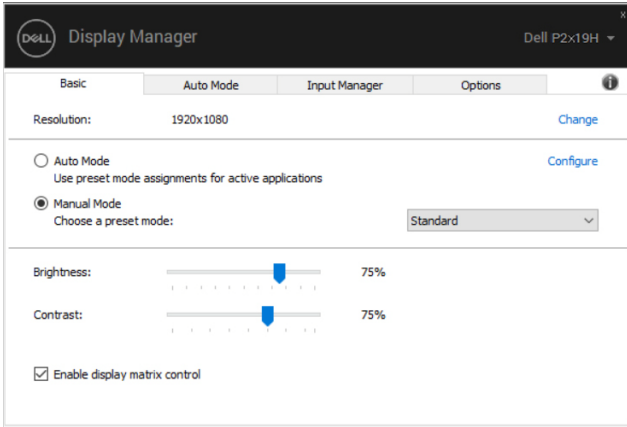 x
DELL Display Manager Dell P2x19H
Basic Auto Mode Input Manager Options i
Resolution: 1920x1080 Change
Auto Mode Configure
Use preset mode assignments for active applications
Manual Mode
Choose a preset mode: Standard
Brightness: 75%
Contrast: 75%
Enable display matrix control